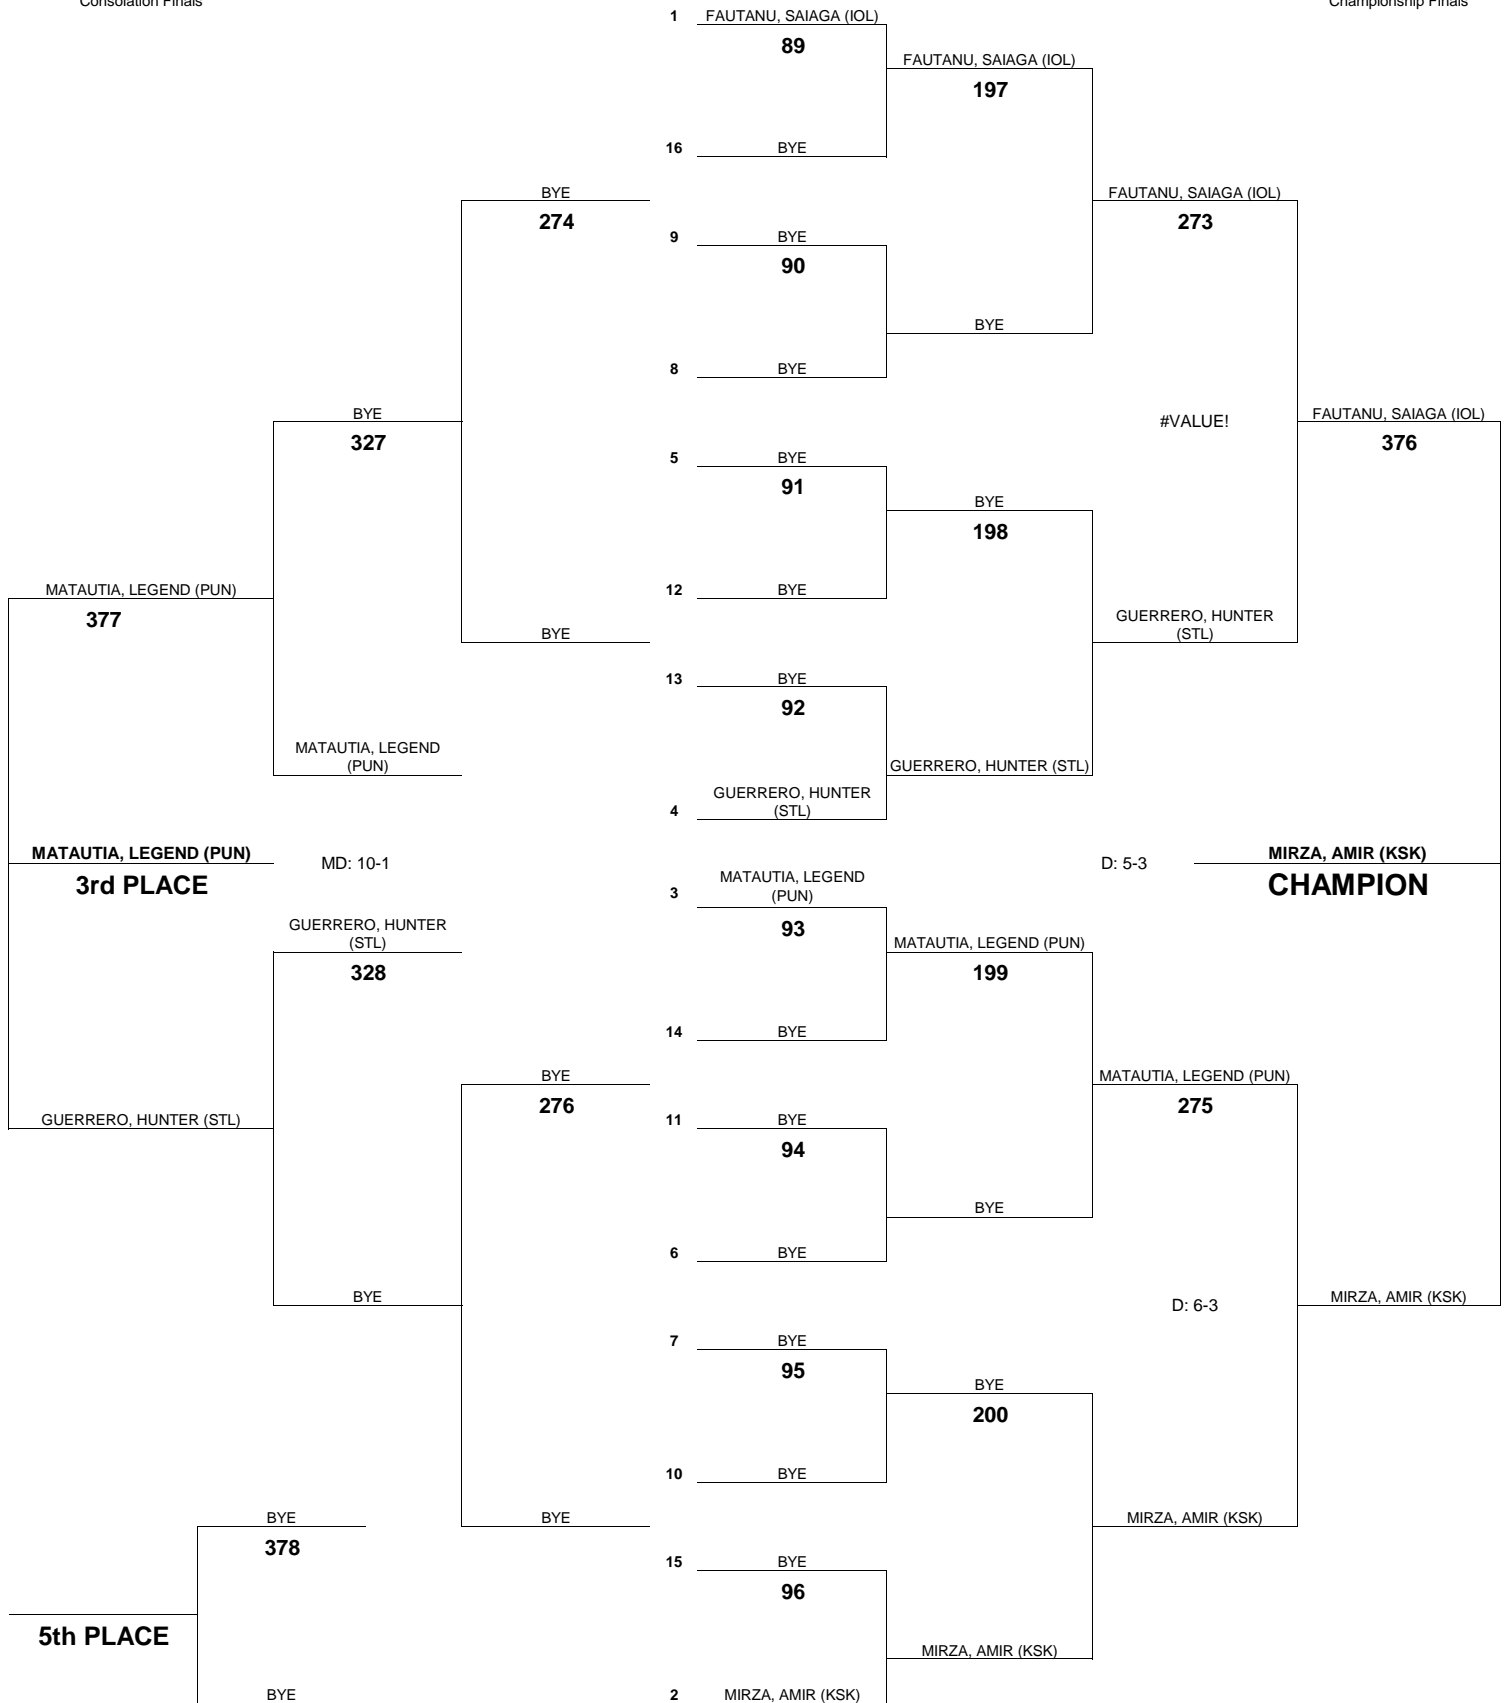 Consolation Finals
Championship Finals
1 FAUTANU, SAIAGA (IOL)
89
FAUTANU, SAIAGA (IOL)
197
16 BYE
BYE
FAUTANU, SAIAGA (IOL)
274
273
9 BYE
90
BYE
8 BYE
BYE
#VALUE!
FAUTANU, SAIAGA (IOL)
327
376
5 BYE
91
BYE
198
MATAUTIA, LEGEND (PUN)
12 BYE
377
GUERRERO, HUNTER
(STL)
BYE
13 BYE
92
MATAUTIA, LEGEND
(PUN)
GUERRERO, HUNTER (STL)
GUERRERO, HUNTER
4 (STL)
MATAUTIA, LEGEND (PUN)
MD: 10-1
D: 5-3
MIRZA, AMIR (KSK)
3rd PLACE
CHAMPION
MATAUTIA, LEGEND
3 (PUN)
GUERRERO, HUNTER
(STL)
93
MATAUTIA, LEGEND (PUN)
328
199
14 BYE
BYE
MATAUTIA, LEGEND (PUN)
276
275
GUERRERO, HUNTER (STL)
11 BYE
94
BYE
6 BYE
BYE
D: 6-3
MIRZA, AMIR (KSK)
7 BYE
95
BYE
200
10 BYE
BYE
BYE
MIRZA, AMIR (KSK)
378
15 BYE
96
5th PLACE
MIRZA, AMIR (KSK)
BYE
2 MIRZA, AMIR (KSK)